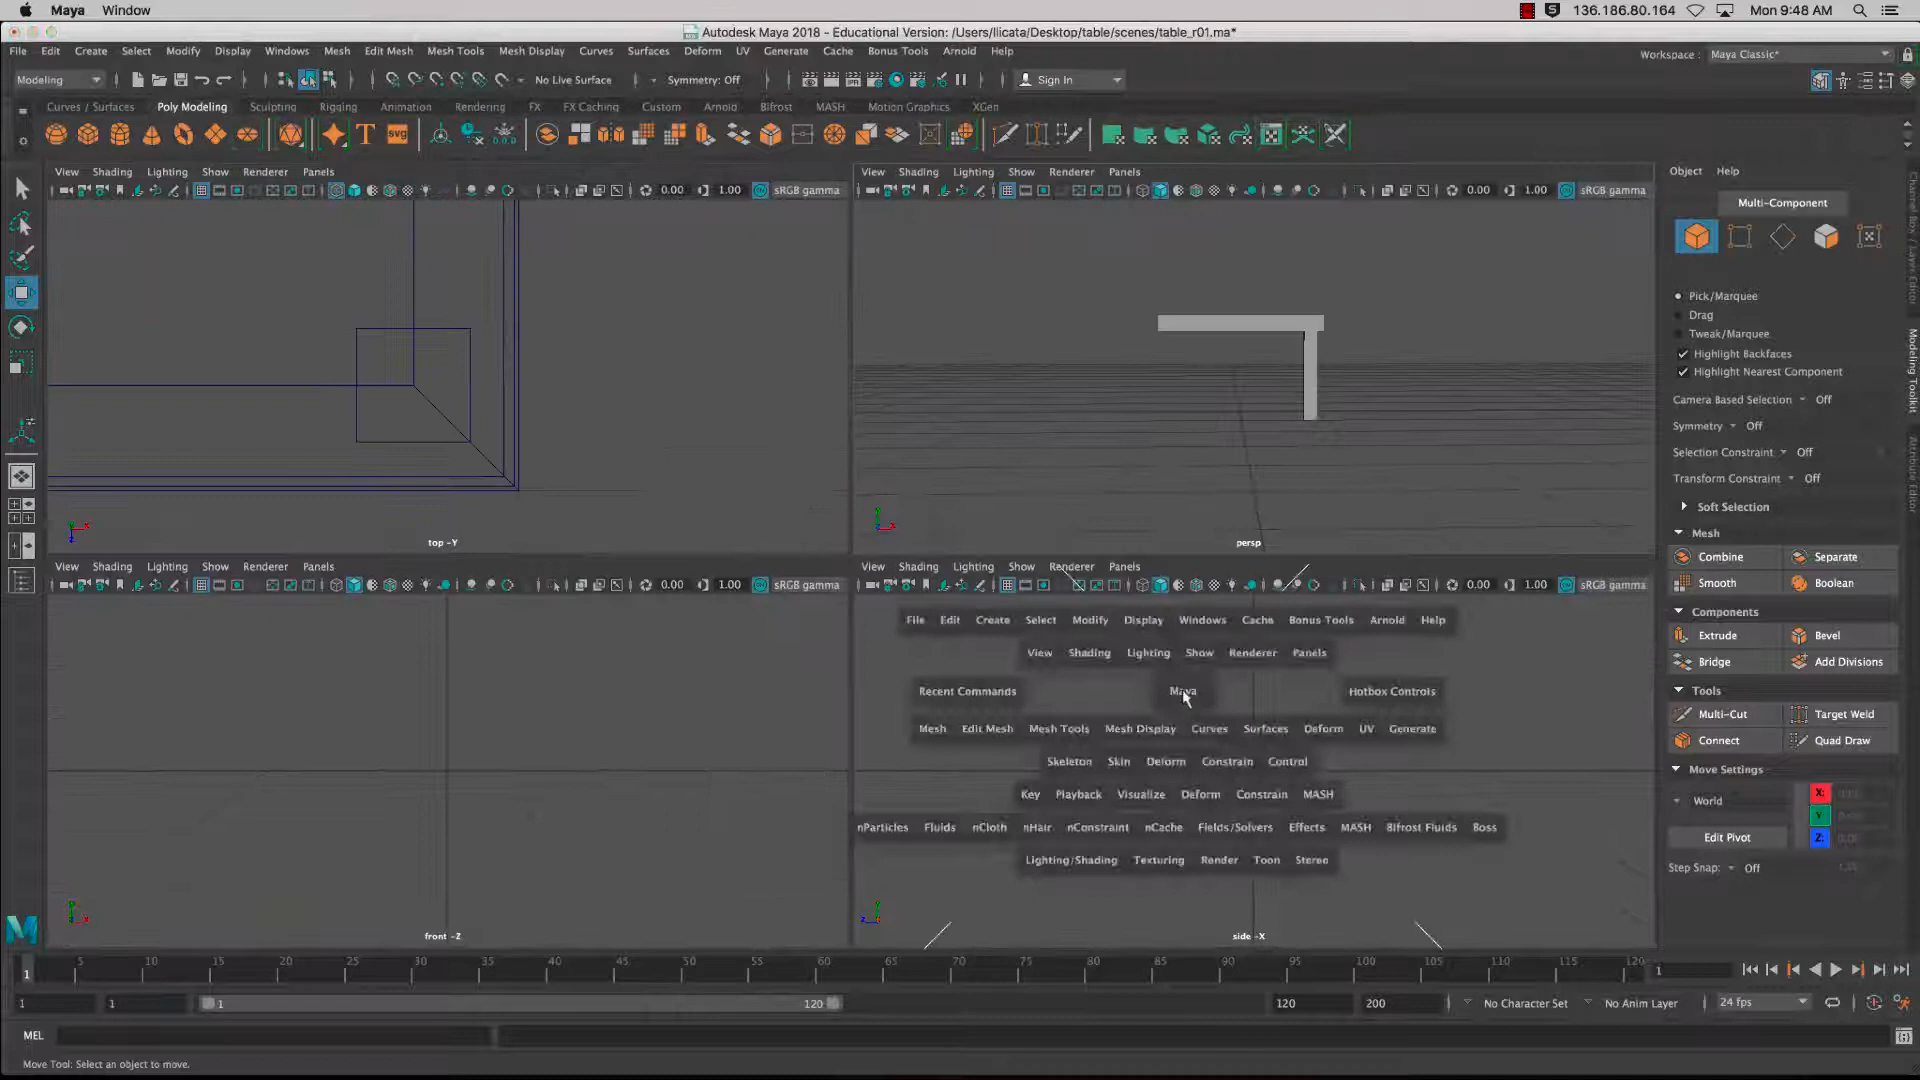 Maya Window 136.186.80.164 Mon 9:48 AM
Autodesk Maya 2018 - Educational Version: /Users/llicata/Desktop/table/scenes/table_r01.ma*
File Edit Create Select Modify Display Windows Mesh Edit Mesh Mesh Tools Mesh Display Curves Surfaces Deform UV Generate Cache Bonus Tools Arnold Help
Workspace : Maya Classic*
Modeling No Live Surface Symmetry: Off Sign In
Curves / Surfaces Poly Modeling Sculpting Rigging Animation Rendering FX FX Caching Custom Arnold Bifrost MASH Motion Graphics XGen
View Shading Lighting Show Renderer Panels
0.00 1.00 sRGB gamma
top -Y
View Shading Lighting Show Renderer Panels
0.00 1.00 sRGB gamma
persp
View Shading Lighting Show Renderer Panels
0.00 1.00 sRGB gamma
front -Z
View Shading Lighting Show Renderer Panels
0.00 1.00 sRGB gamma
File Edit Create Select Modify Display Windows Cache Bonus Tools Arnold Help
View Shading Lighting Show Renderer Panels
Recent Commands Maya Hotbox Controls
Mesh Edit Mesh Mesh Tools Mesh Display Curves Surfaces Deform UV Generate
Skeleton Skin Deform Constrain Control
Key Playback Visualize Deform Constrain MASH
nParticles Fluids nCloth nHair nConstraint nCache Fields/Solvers Effects MASH Bifrost Fluids Boss
Lighting/Shading Texturing Render Toon Stereo
side -X
Object Help
Multi-Component
Pick/Marquee
Drag
Tweak/Marquee
Highlight Backfaces
Highlight Nearest Component
Camera Based Selection Off
Symmetry Off
Selection Constraint Off
Transform Constraint Off
Soft Selection
Mesh
Combine Separate
Smooth Boolean
Components
Extrude Bevel
Bridge Add Divisions
Tools
Multi-Cut Target Weld
Connect Quad Draw
Move Settings
World X:
Y:
Edit Pivot Z:
Step Snap: Off
Channel Box / Layer Editor
Modeling Toolkit
Attribute Editor
1 5 10 15 20 25 30 35 40 45 50 55 60 65 70 75 80 85 90 95 100 105 110 115 120 1
1 1 1 120 120 200 No Character Set No Anim Layer 24 fps
MEL
Move Tool: Select an object to move.